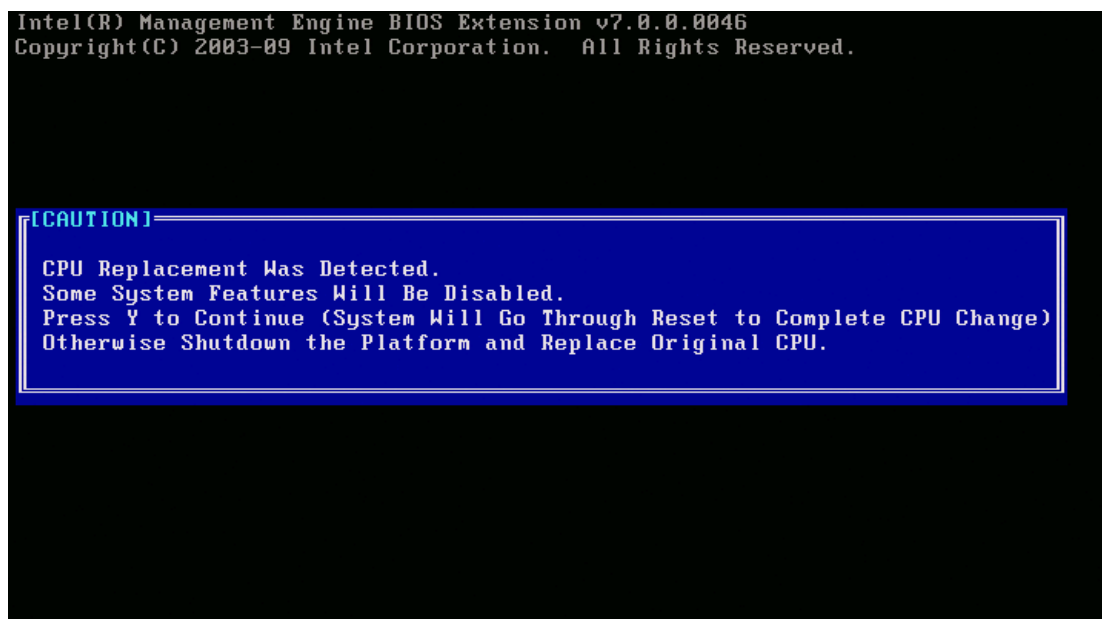 Intel(R) Management Engine BIOS Extension v7.0.0.0046
Copyright(C) 2003-09 Intel Corporation.  All Rights Reserved.
[CAUTION]
CPU Replacement Was Detected.
Some System Features Will Be Disabled.
Press Y to Continue (System Will Go Through Reset to Complete CPU Change)
Otherwise Shutdown the Platform and Replace Original CPU.